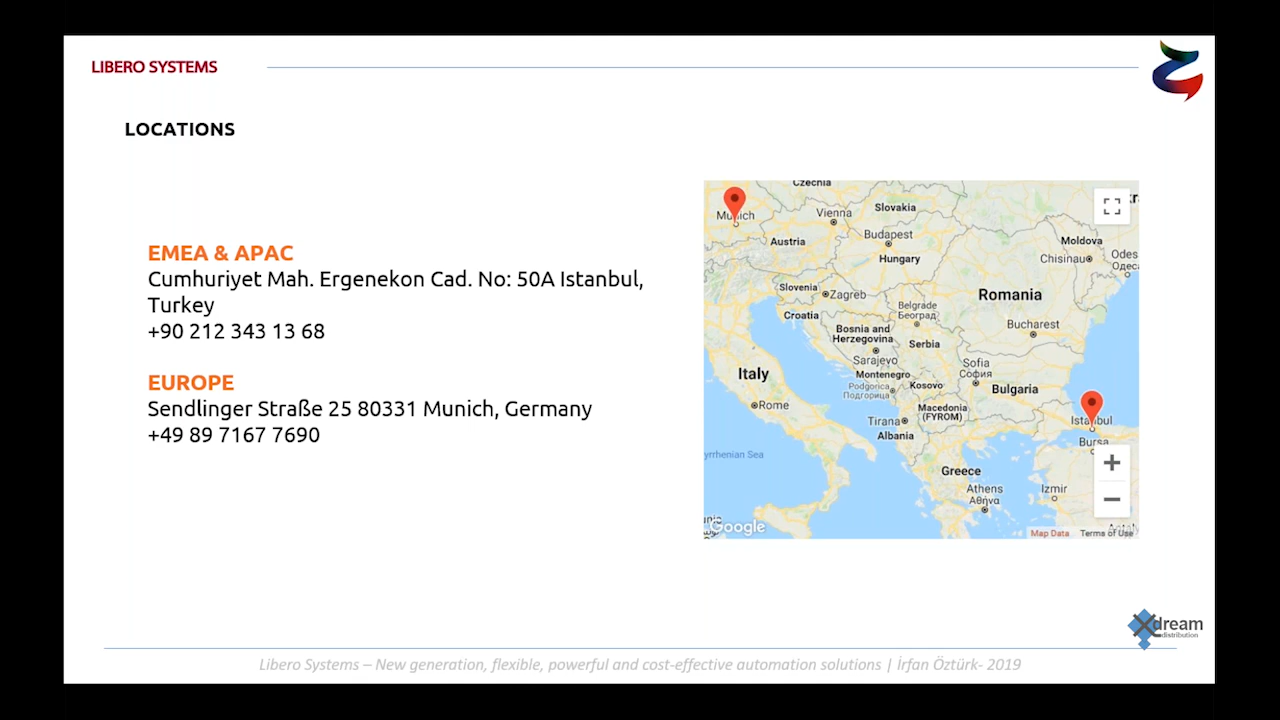 LIBERO SYSTEMS
LOCATIONS
EMEA & APAC
Cumhuriyet Mah. Ergenekon Cad. No: 50A Istanbul,
Turkey
+90 212 343 13 68
EUROPE
Sendlinger Straße 25 80331 Munich, Germany
+49 89 7167 7690
Czechia
Munich
Vienna
Slovakia
Austria
Budapest
Hungary
Moldova
Chisinau
Odes
Одес
Slovenia
Zagreb
Romania
Croatia
Belgrade
Београд
Bosnia and
Herzegovina
Serbia
Bucharest
Sarajevo
Sofia
София
Italy
Montenegro
Podgorica
Подгорица
Kosovo
Bulgaria
Rome
Macedonia
(FYROM)
Tirana
Albania
Istanbul
Bursa
yrrhenian Sea
Greece
Athens
Αθήνα
Izmir
Google
Map Data
Terms of Use
Xdream
distribution
Libero Systems – New generation, flexible, powerful and cost-effective automation solutions | İrfan Öztürk- 2019